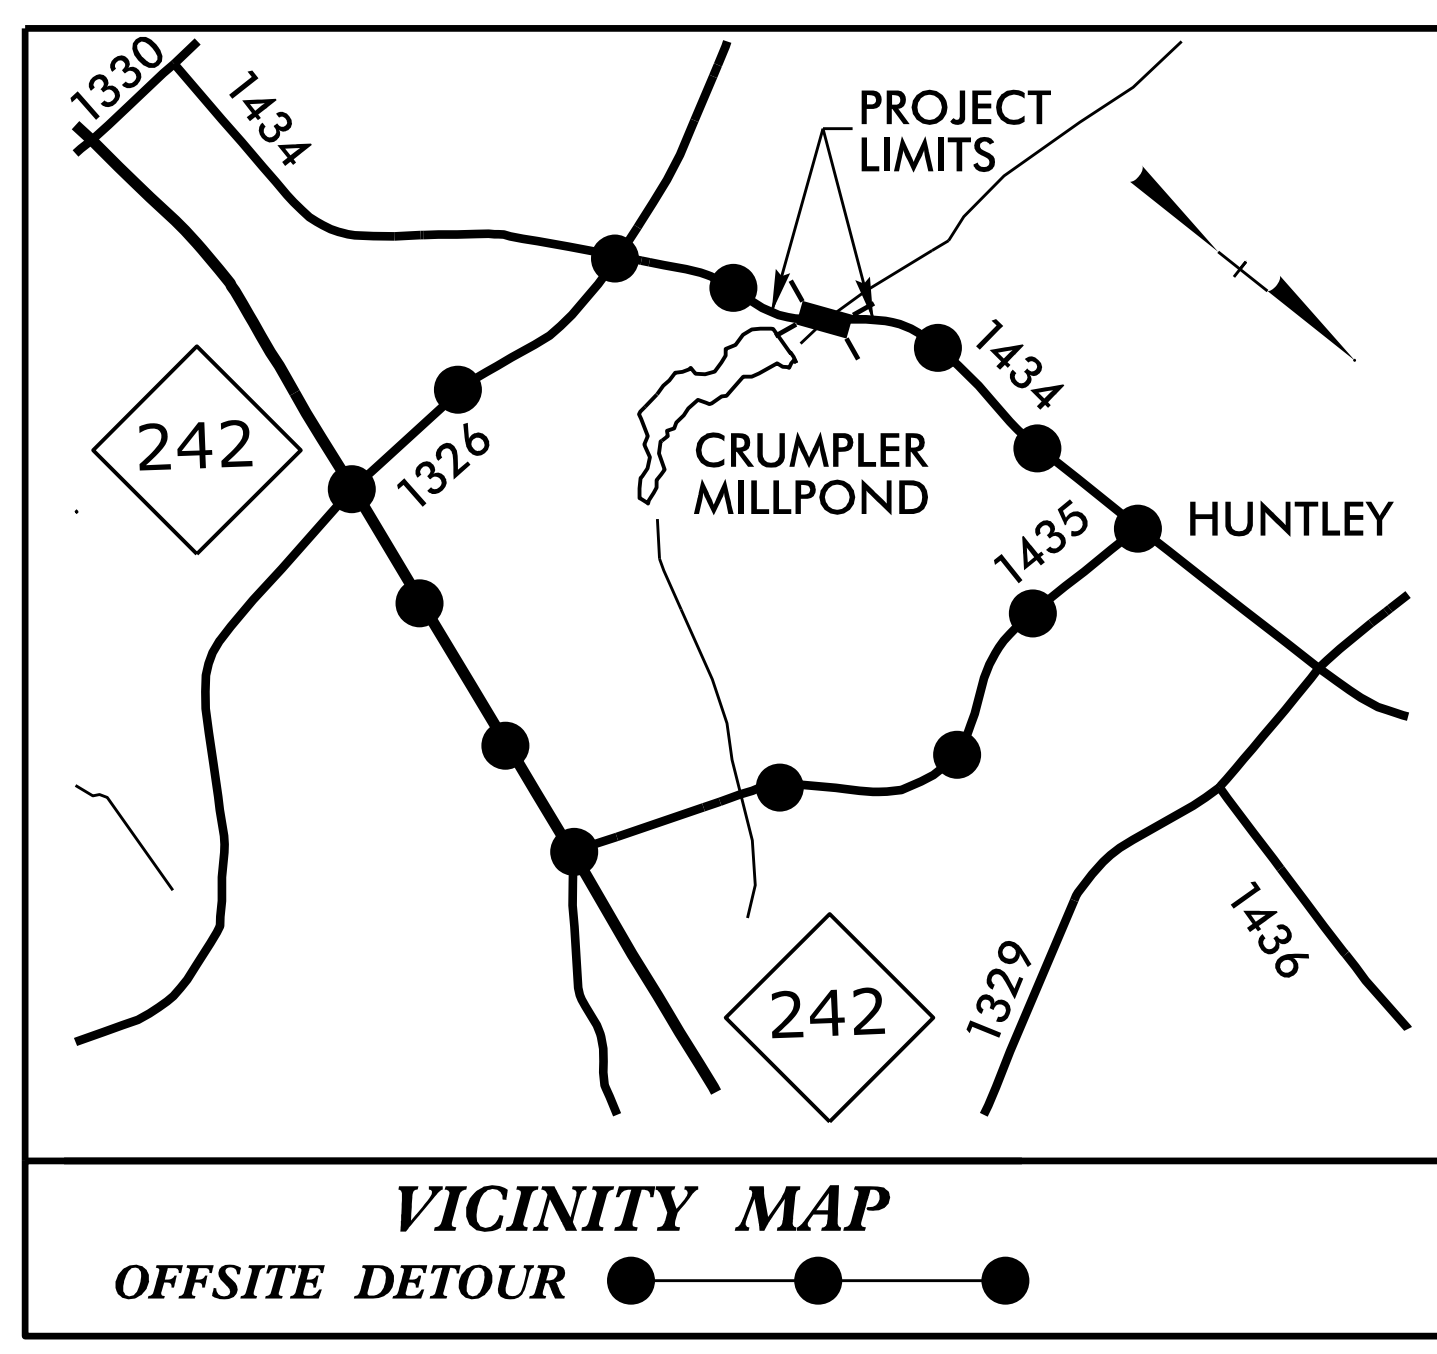 1330
1434
PROJECT
LIMITS
1434
242
1326
CRUMPLER
MILLPOND
1435
HUNTLEY
1436
1329
242
VICINITY MAP
OFFSITE DETOUR